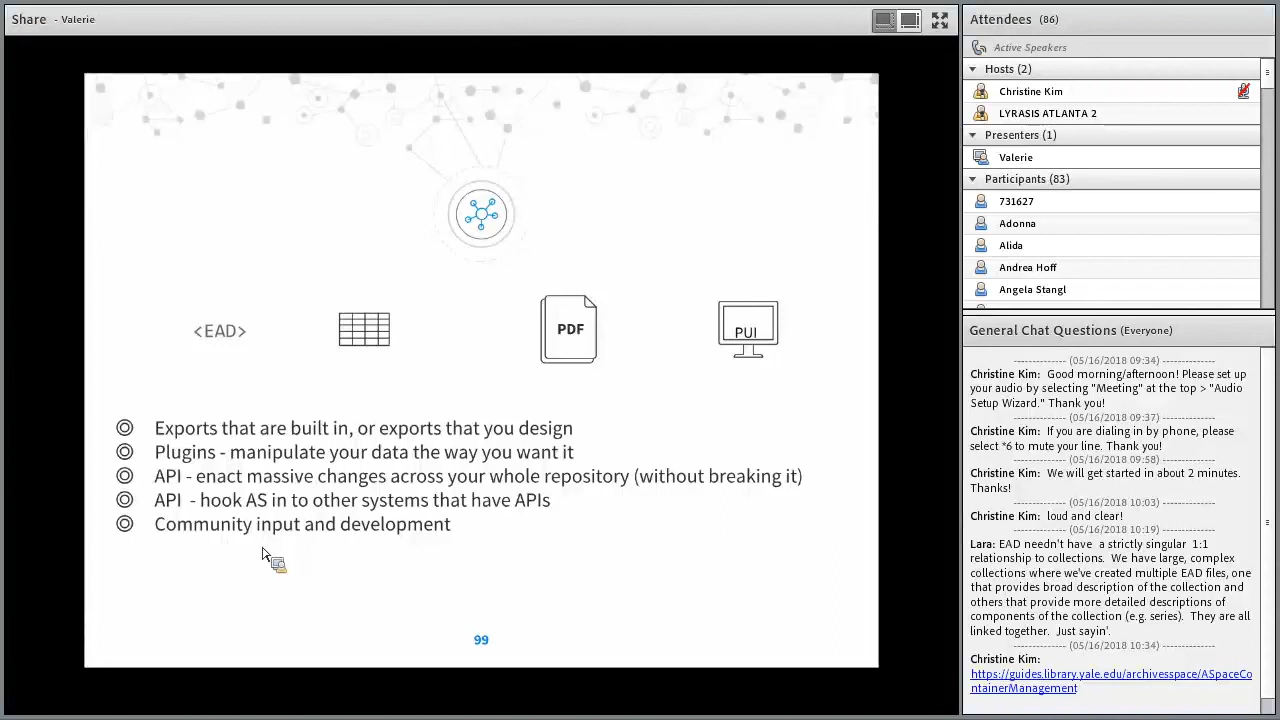 Share - Valerie
<EAD>
PDF
PUI
Exports that are built in, or exports that you design
Plugins - manipulate your data the way you want it
API - enact massive changes across your whole repository (without breaking it)
API - hook AS in to other systems that have APIs
Community input and development
99
Attendees (86)
Active Speakers
Hosts (2)
Christine Kim
LYRASIS ATLANTA 2
Presenters (1)
Valerie
Participants (83)
731627
Adonna
Alida
Andrea Hoff
Angela Stangl
General Chat Questions (Everyone)
-------------- (05/16/2018 09:34) --------------
Christine Kim: Good morning/afternoon! Please set up
your audio by selecting "Meeting" at the top > "Audio
Setup Wizard." Thank you!
-------------- (05/16/2018 09:37) --------------
Christine Kim: If you are dialing in by phone, please
select *6 to mute your line. Thank you!
-------------- (05/16/2018 09:58) --------------
Christine Kim: We will get started in about 2 minutes.
Thanks!
-------------- (05/16/2018 10:03) --------------
Christine Kim: loud and clear!
-------------- (05/16/2018 10:19) --------------
Lara: EAD needn't have a strictly singular 1:1
relationship to collections. We have large, complex
collections where we've created multiple EAD files, one
that provides broad description of the collection and
others that provide more detailed descriptions of
components of the collection (e.g. series). They are all
linked together. Just sayin'.
-------------- (05/16/2018 10:34) --------------
Christine Kim:
https://guides.library.yale.edu/archivesspace/ASpaceCo
ntainerManagement